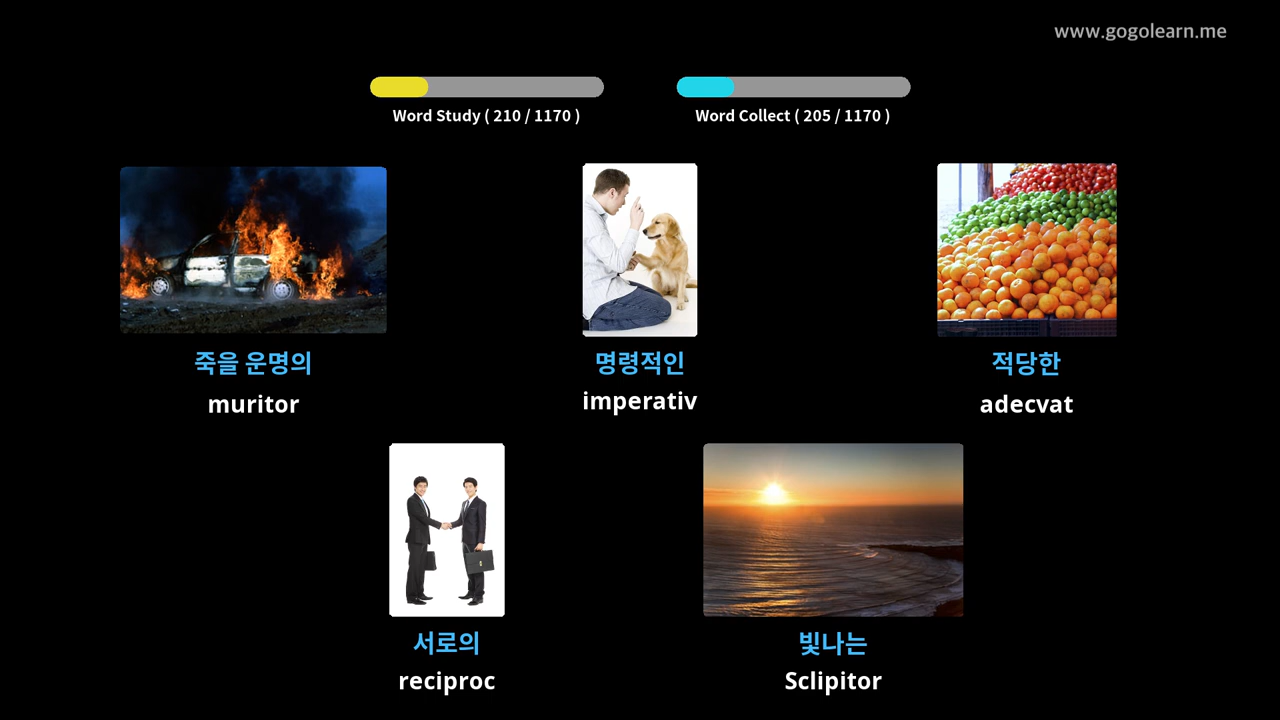 www.gogolearn.me
Word Study ( 210 / 1170 )
Word Collect ( 205 / 1170 )
죽을 운명의
muritor
명령적인
imperativ
적당한
adecvat
서로의
reciproc
빛나는
Sclipitor